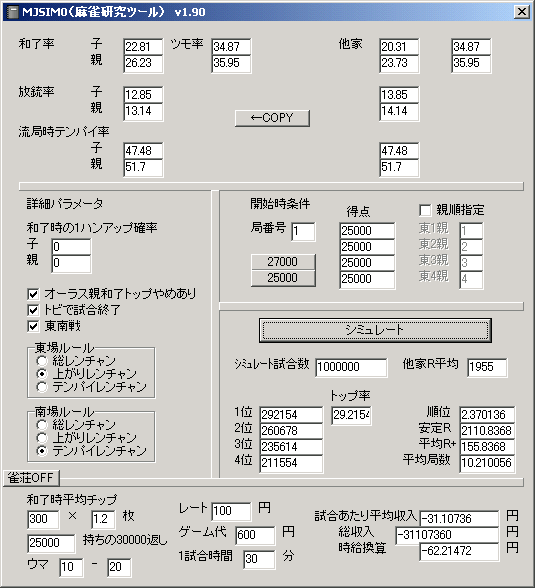 MJSIM0(麻雀研究ツール) v1.90
和了率 子 22.81 ツモ率 34.87 他家 20.31 34.87
親 26.23 35.95 23.73 35.95
放銃率 子 12.85 13.85
親 13.14 14.14
←COPY
流局時テンパイ率
子 47.48 47.48
親 51.7 51.7
詳細パラメータ
和了時の1ハンアップ確率
子 0
親 0
オーラス親和了トップやめあり
トビで試合終了
東南戦
東場ルール
総レンチャン
上がりレンチャン
テンパイレンチャン
南場ルール
総レンチャン
上がりレンチャン
テンパイレンチャン
開始時条件
局番号 1
27000
25000
得点
25000
25000
25000
25000
親順指定
東1親 1
東2親 2
東3親 3
東4親 4
シミュレート
シミュレート試合数 1000000 他家R平均 1955
トップ率
1位 292154 29.2154 順位 2.370136
2位 260678 安定R 2110.8368
3位 235614 平均R+ 155.8368
4位 211554 平均局数 10.210056
雀荘OFF
和了時平均チップ
300 × 1.2 枚
25000 持ちの30000返し
ウマ 10 - 20
レート 100 円
ゲーム代 600 円
1試合時間 30 分
試合あたり平均収入 -31.10736 円
総収入 -31107360 円
時給換算 -62.21472 円